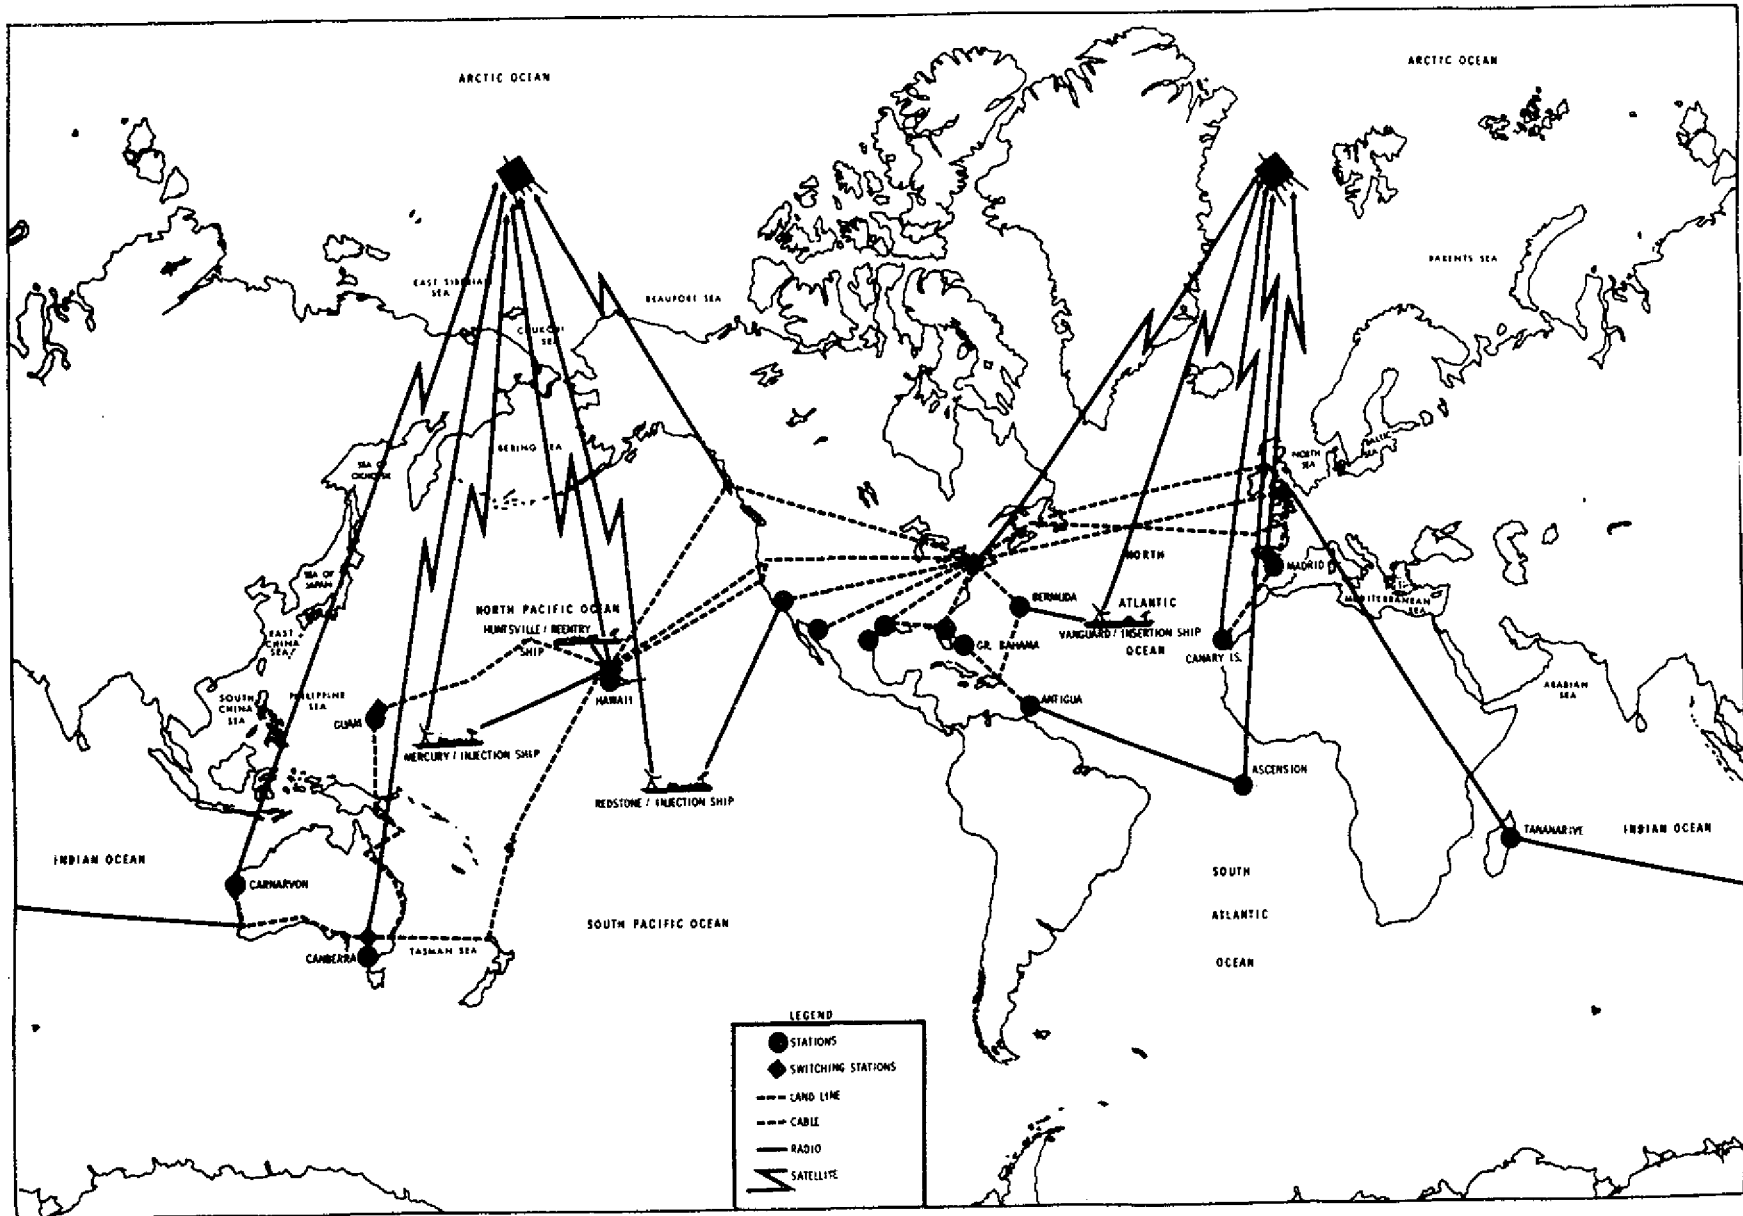 ARCTIC OCEAN
ARCTIC OCEAN
EAST SIBERIAN
SEA
BEAUFORT SEA
BARENTS SEA
SEA
BERING SEA
SEA OF
OKHOTSK
NORTH
SEA
BALTIC
SEA
SEA OF
JAPAN
EAST
CHINA
SEA
NORTH
ATLANTIC
OCEAN
MADRID
MEDITERRANEAN
SEA
BERMUDA
VANGUARD / INSERTION SHIP
CANARY IS.
NORTH PACIFIC OCEAN
HUNTSVILLE / REENTRY
SHIP
HAWAII
GR. BAHAMA
ANTIGUA
ARABIAN
SEA
SOUTH
CHINA
SEA
PHILIPPINE
SEA
GUAM
MERCURY / INJECTION SHIP
REDSTONE / INJECTION SHIP
ASCENSION
TANANARIVE
INDIAN OCEAN
INDIAN OCEAN
CARNARVON
SOUTH
ATLANTIC
OCEAN
SOUTH PACIFIC OCEAN
CANBERRA
TASMAN SEA
LEGEND
STATIONS
SWITCHING STATIONS
LAND LINE
CABLE
RADIO
SATELLITE